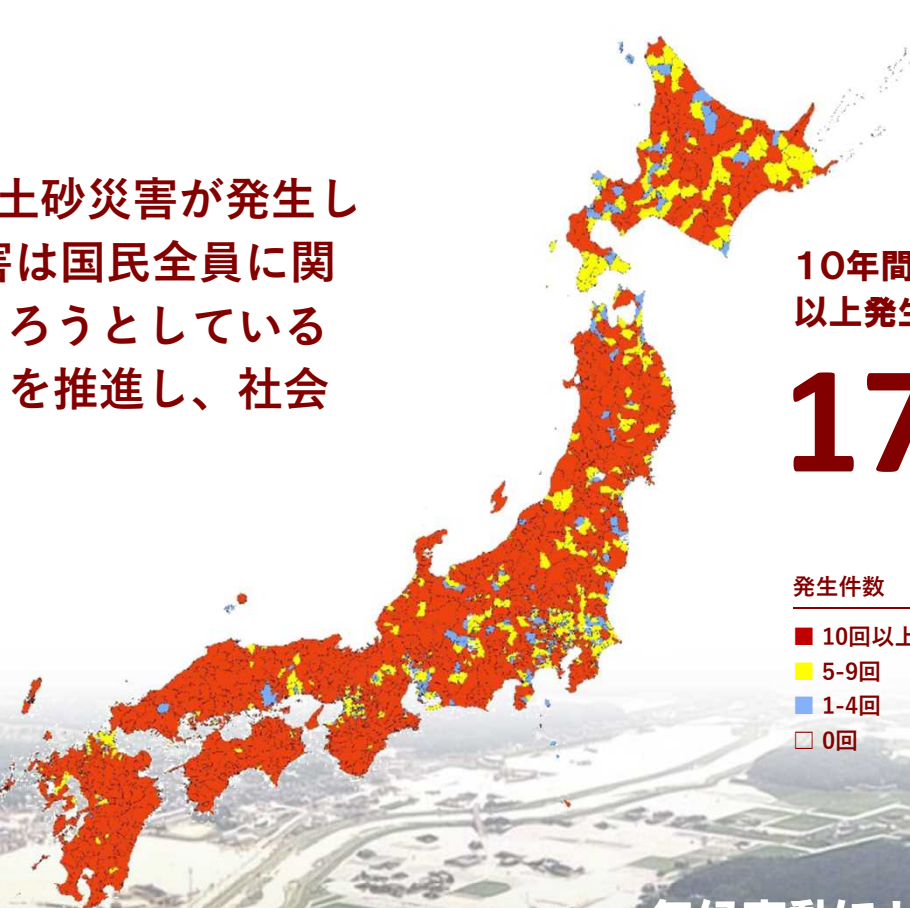 土砂災害が発生し
害は国民全員に関
ろうとしている
を推進し、社会
10年間
以上発生
17
発生件数
10回以上
5-9回
1-4回
0回